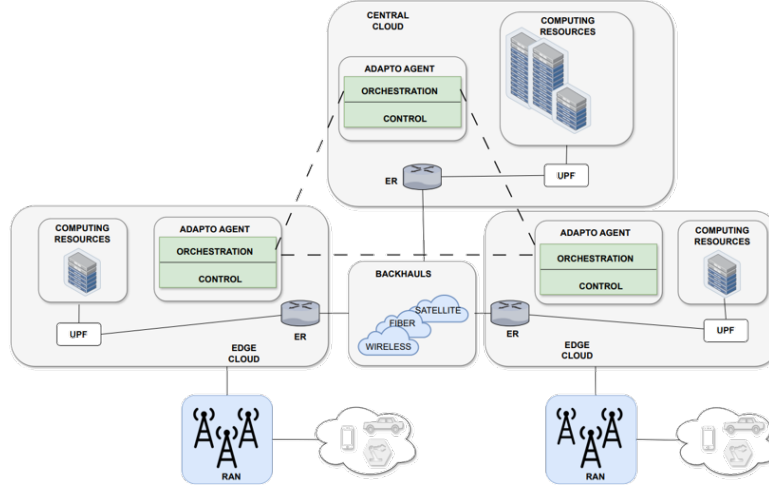 CENTRAL
CLOUD
COMPUTING
RESOURCES
ADAPTO AGENT
ORCHESTRATION
CONTROL
ER
UPF
COMPUTING
RESOURCES
ADAPTO AGENT
ORCHESTRATION
CONTROL
UPF
ER
EDGE
CLOUD
BACKHAULS
SATELLITE
FIBER
WIRELESS
ADAPTO AGENT
ORCHESTRATION
CONTROL
COMPUTING
RESOURCES
ER
UPF
EDGE
CLOUD
RAN
RAN